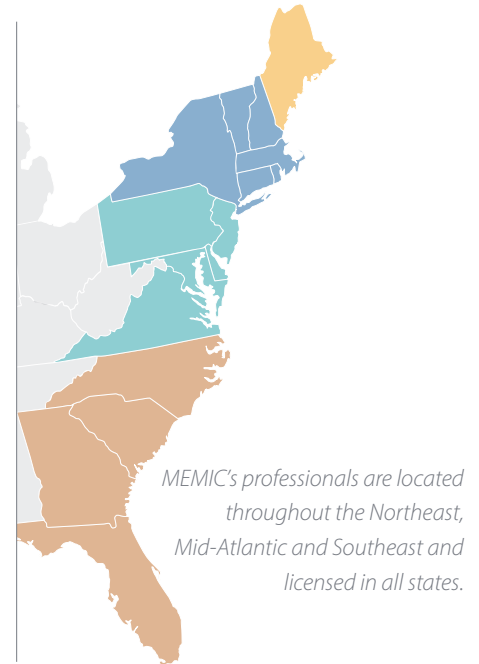 MEMIC’s professionals are located
throughout the Northeast,
Mid-Atlantic and Southeast and
licensed in all states.